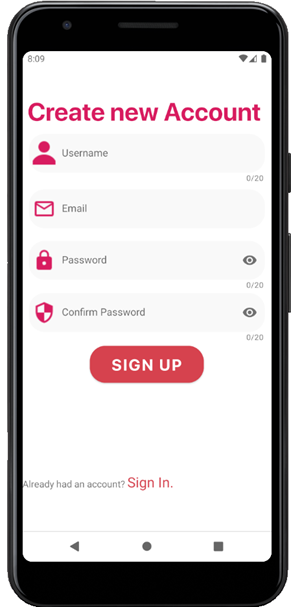 8:09
Create new Account
Username
0/20
Email
Password
0/20
Confirm Password
0/20
SIGN UP
Already had an account? Sign In.